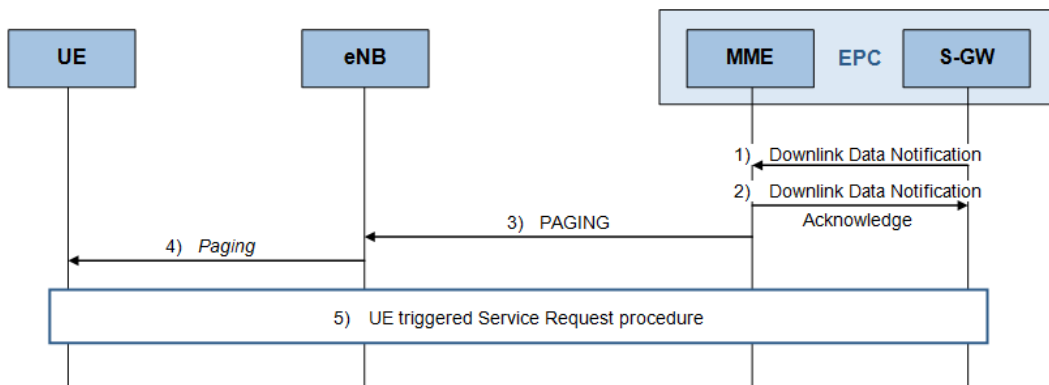 UE
eNB
MME
EPC
S-GW
1) Downlink Data Notification
2) Downlink Data Notification
Acknowledge
3) PAGING
4) Paging
5) UE triggered Service Request procedure